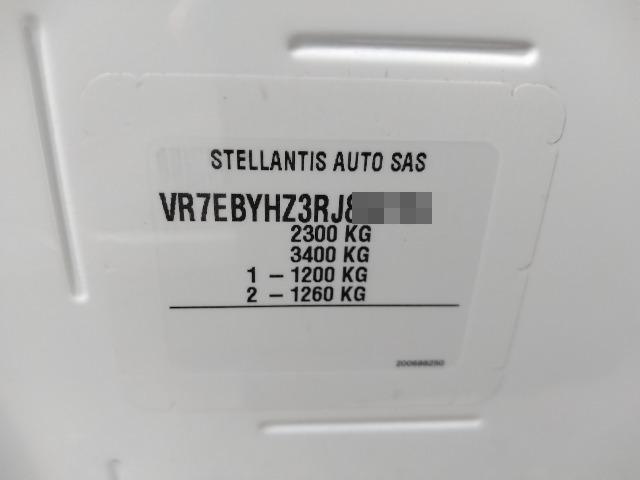 STELLANTIS AUTO SAS
VR7EBYHZ3RJ8
2300 KG
3400 KG
1 – 1200 KG
2 – 1260 KG
200688250